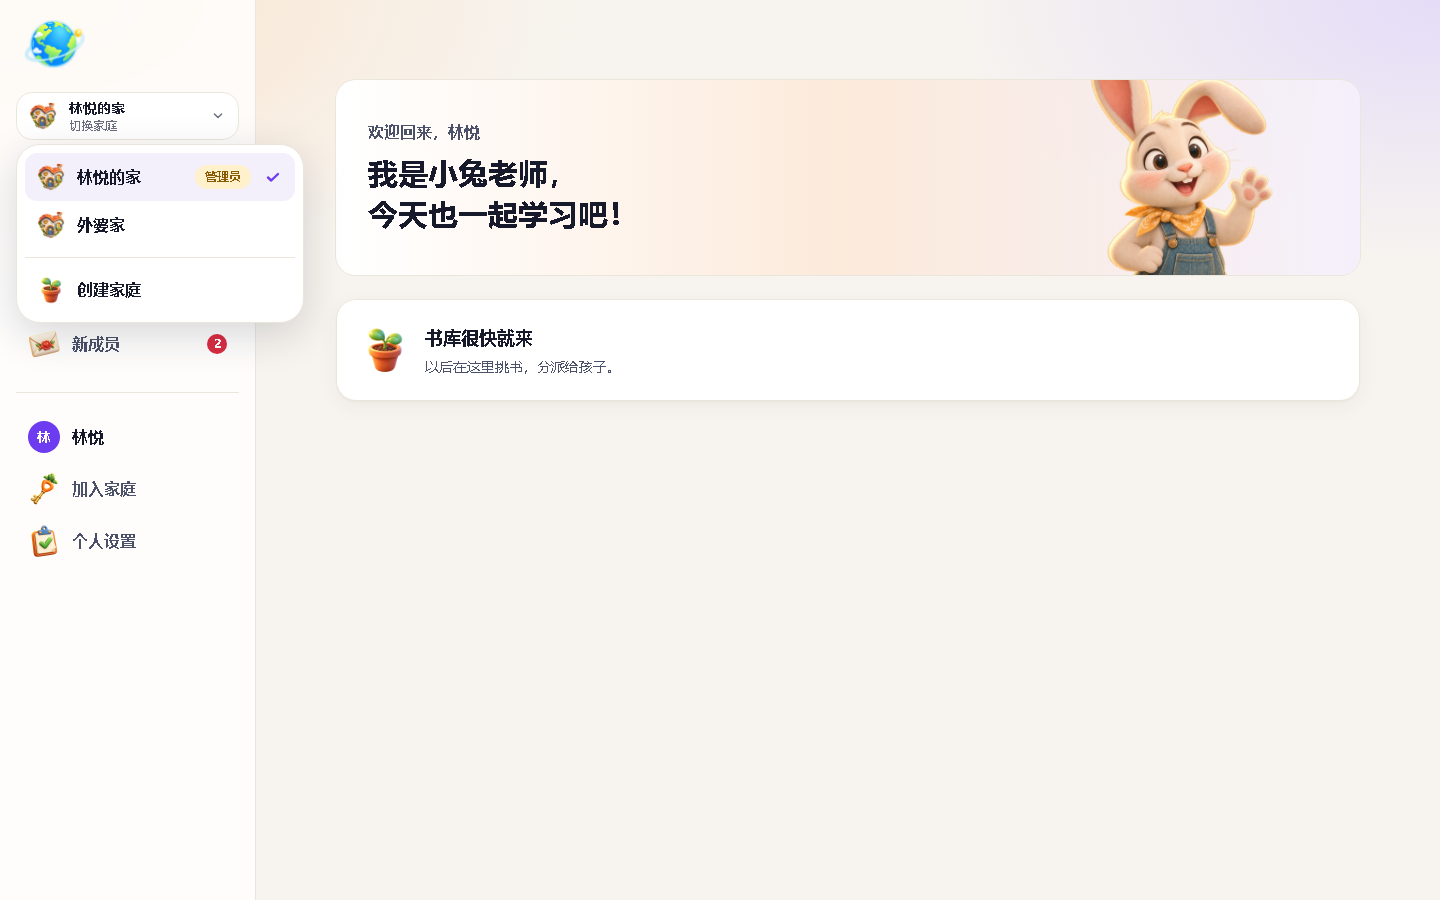 林悦的家
切换家庭
林悦的家
管理员
外婆家
创建家庭
新成员
2
林
林悦
加入家庭
个人设置
欢迎回来，林悦
我是小兔老师，
今天也一起学习吧！
书库很快就来
以后在这里挑书，分派给孩子。